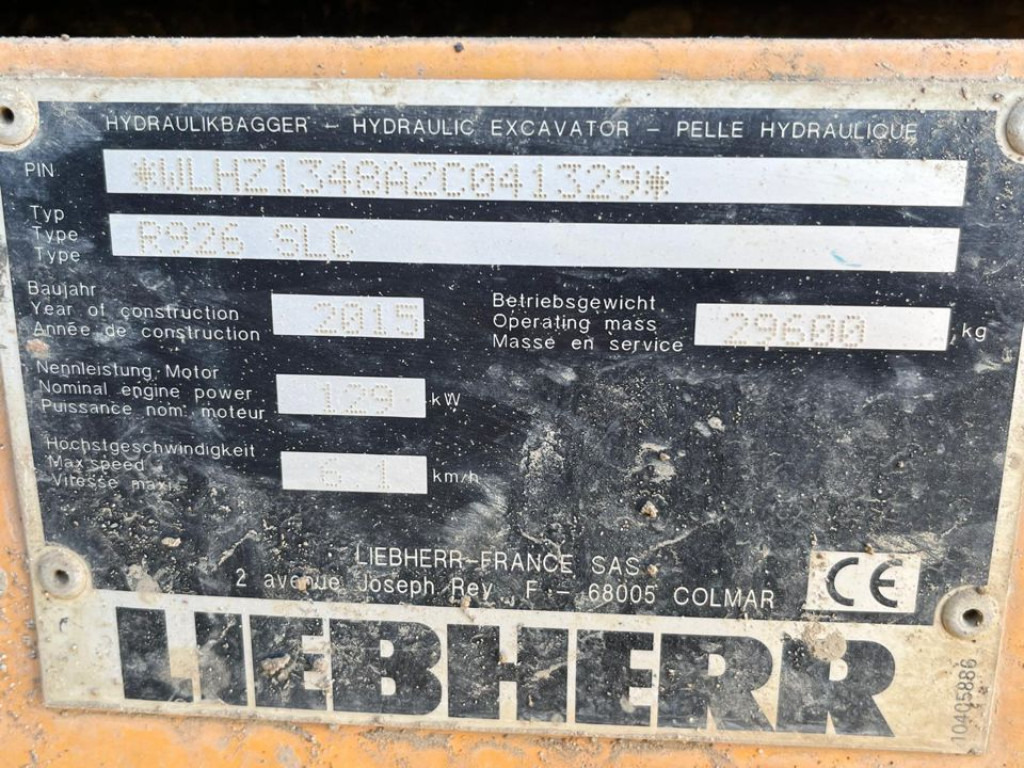 HYDRAULIKBAGGER - HYDRAULIC EXCAVATOR - PELLE HYDRAULIQUE
PIN. *WLHZ1348AZC041329*
Typ
Type R926 SLC
Type
Baujahr
Year of construction 2015
Année de construction
Betriebsgewicht
Operating mass 29600 kg
Masse en service
Nennleistung Motor
Nominal engine power 129 kW
Puissance nom. moteur
Höchstgeschwindigkeit
Max speed 6.1 km/h
Vitesse maxi.
LIEBHERR-FRANCE SAS
2 avenue Joseph Rey F - 68005 COLMAR
CE
LIEBHERR
10405886